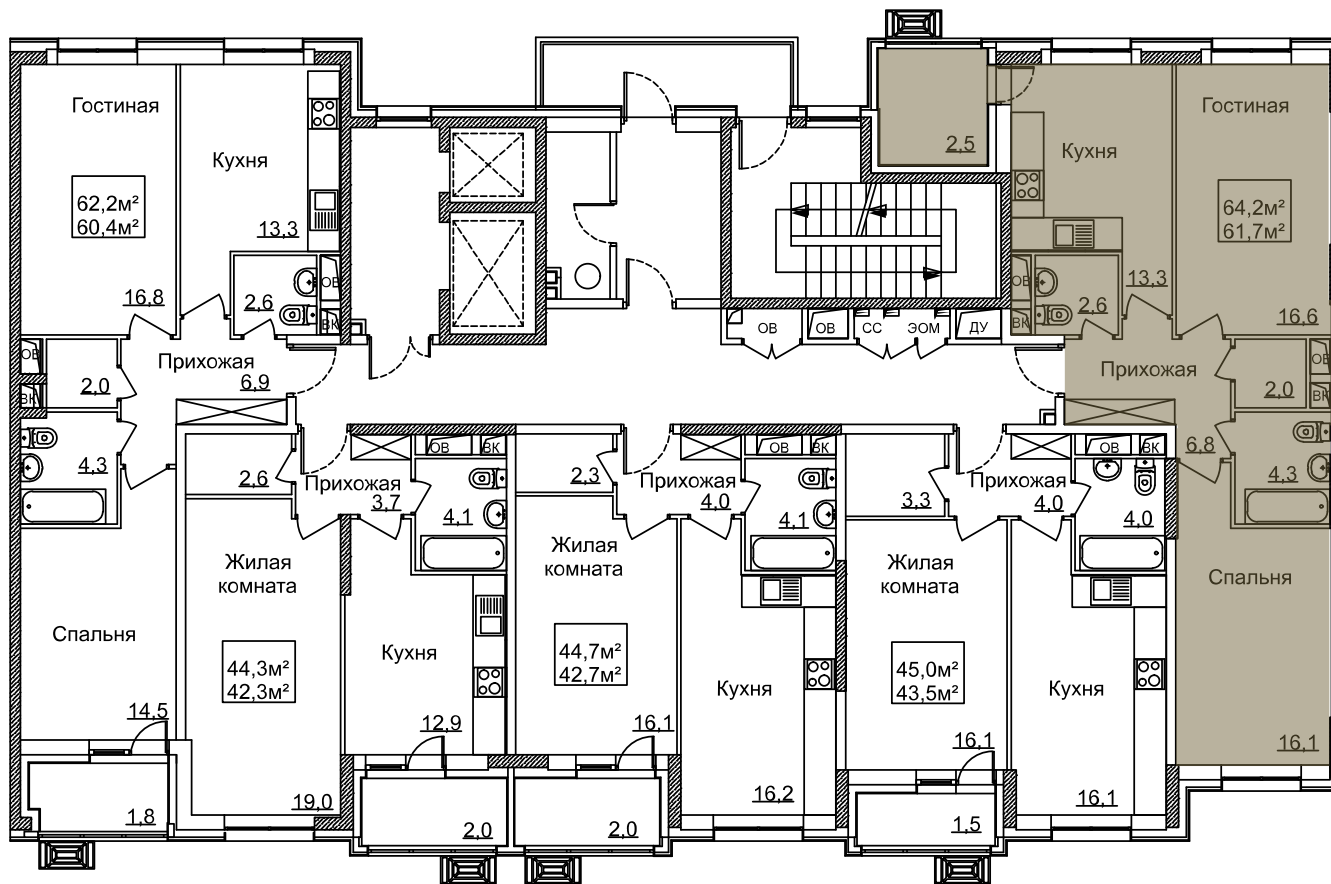 Гостиная
62,2м²
60,4м²
16,8
Кухня
13,3
2,6
ОВ
ВК
ОВ
ВК
2,0
Прихожая
6,9
4,3
Спальня
14,5
1,8
2,6
Прихожая
3,7
ОВ
ВК
4,1
Жилая
комната
44,3м²
42,3м²
19,0
Кухня
12,9
2,0
2,3
Прихожая
4,0
ОВ
ВК
4,1
Жилая
комната
44,7м²
42,7м²
16,1
2,0
Кухня
16,2
ОВ
ОВ
СС
ЭОМ
ДУ
3,3
Прихожая
4,0
ОВ
ВК
4,0
Жилая
комната
45,0м²
43,5м²
16,1
1,5
Кухня
16,1
2,5
Кухня
13,3
ОВ
ВК
2,6
Гостиная
64,2м²
61,7м²
16,6
Прихожая
6,8
2,0
ОВ
ВК
4,3
Спальня
16,1